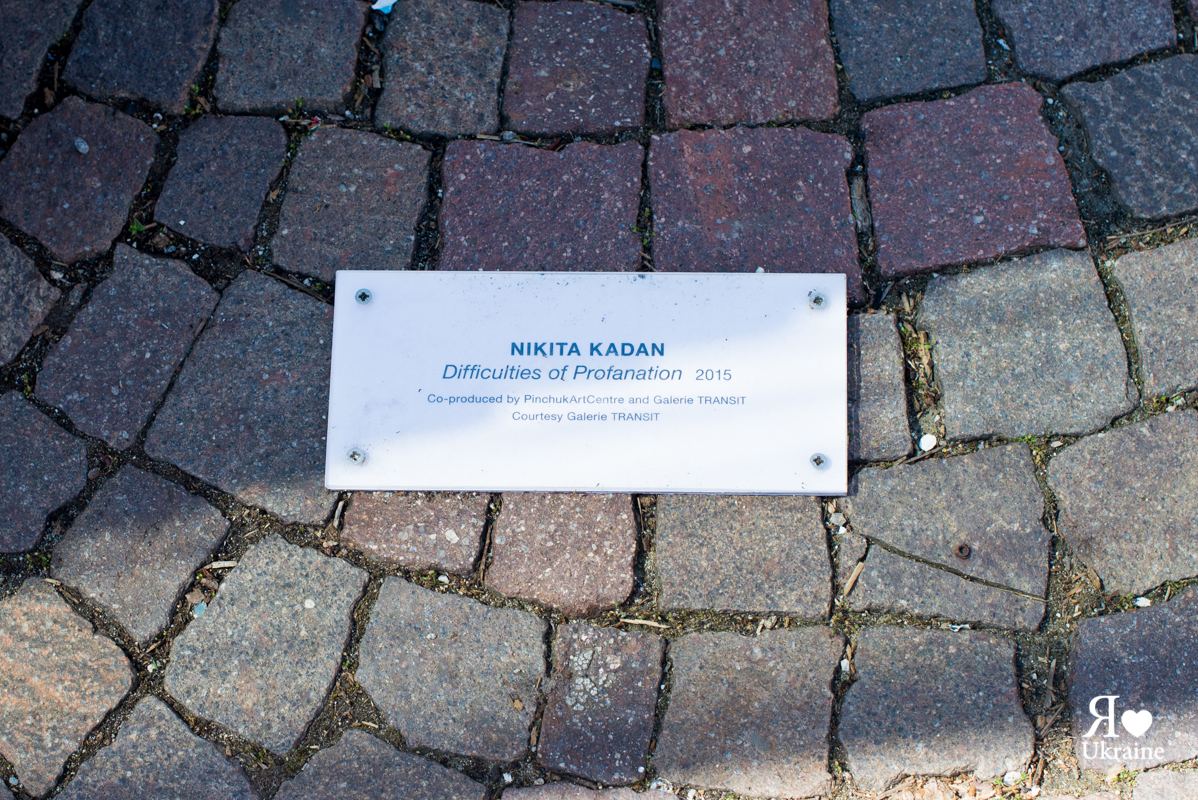 NIKITA KADAN
Difficulties of Profanation 2015
Co-produced by PinchukArtCentre and Galerie TRANSIT
Courtesy Galerie TRANSIT
Я
Ukraine